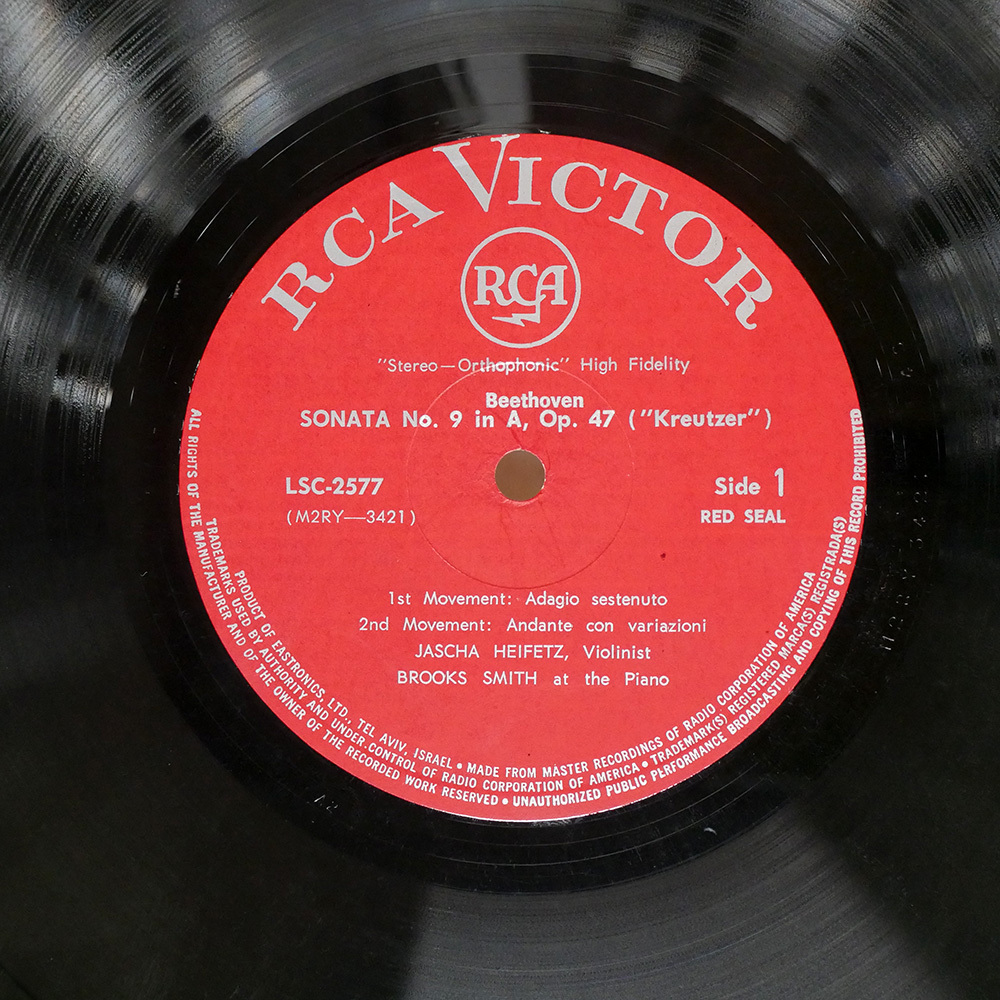 RCA VICTOR
RCA
"Stereo—Orthophonic" High Fidelity
Beethoven
SONATA No. 9 in A, Op. 47 ("Kreutzer")
LSC-2577
Side 1
(M2RY—3421)
RED SEAL
1st Movement: Adagio sestenuto
2nd Movement: Andante con variazioni
JASCHA HEIFETZ, Violinist
BROOKS SMITH at the Piano
PRODUCT OF EASTRONICS, LTD., TEL AVIV, ISRAEL • MADE FROM MASTER RECORDINGS OF RADIO CORPORATION OF AMERICA
TRADEMARKS USED BY AUTHORITY AND UNDER CONTROL OF RADIO CORPORATION OF AMERICA • TRADEMARK(S) REGISTERED MARCA(S) REGISTRADA(S)
ALL RIGHTS OF THE MANUFACTURER AND OF THE OWNER OF THE RECORDED WORK RESERVED • UNAUTHORIZED PUBLIC PERFORMANCE BROADCASTING AND COPYING OF THIS RECORD PROHIBITED